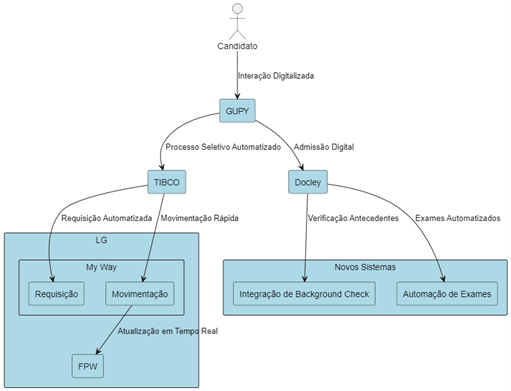 Candidato
Interação Digitalizada
GUPY
Processo Seletivo Automatizado
Admissão Digital
TIBCO
Docley
Requisição Automatizada
Movimentação Rápida
Verificação Antecedentes
Exames Automatizados
LG
My Way
Requisição
Movimentação
Novos Sistemas
Integração de Background Check
Automação de Exames
Atualização em Tempo Real
FPW